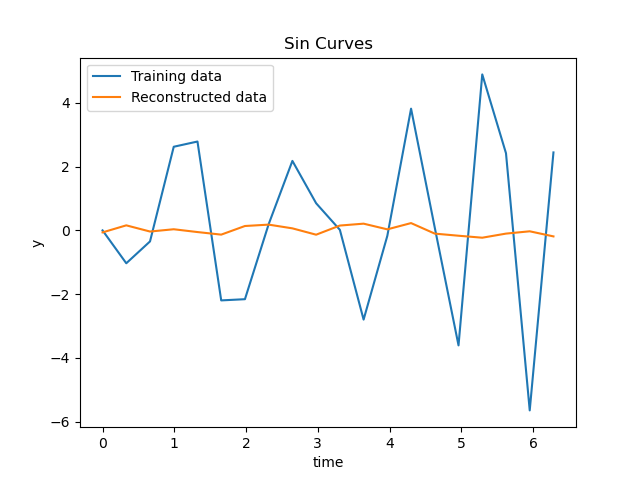 Sin Curves
Training data
Reconstructed data
4
2
0
−2
−4
−6
y
0 1 2 3 4 5 6
time